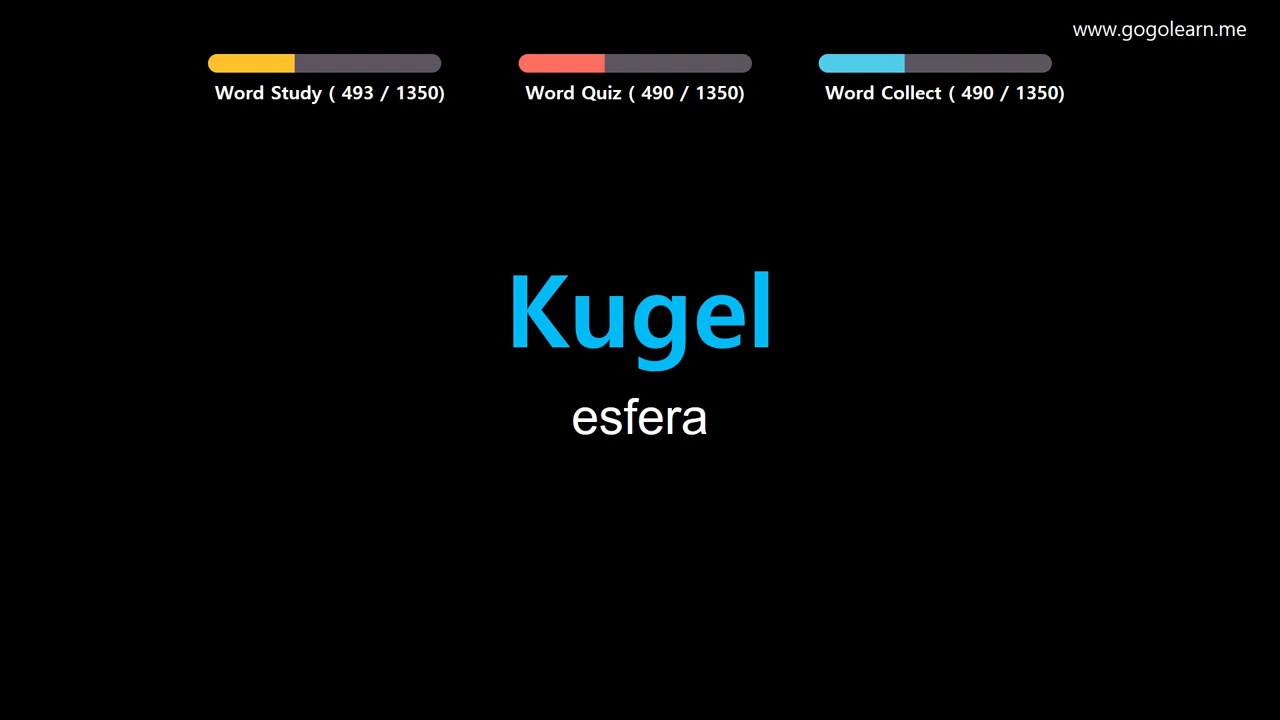 www.gogolearn.me
Word Study ( 493 / 1350)
Word Quiz ( 490 / 1350)
Word Collect ( 490 / 1350)
Kugel
esfera